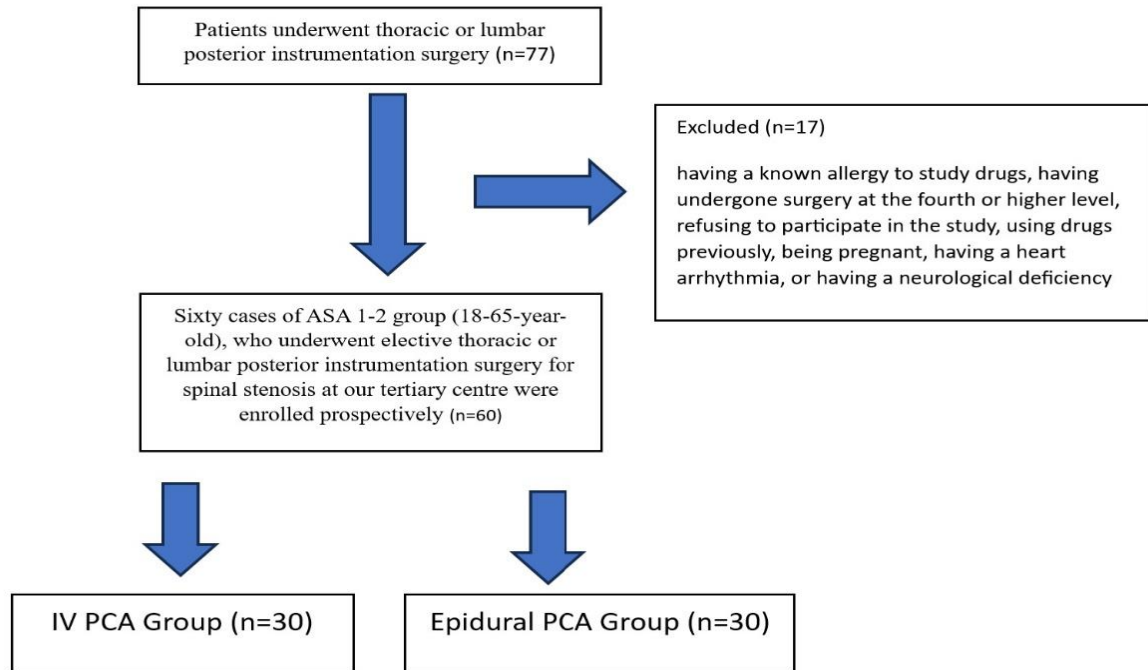 Patients underwent thoracic or lumbar
posterior instrumentation surgery (n=77)
Excluded (n=17)
having a known allergy to study drugs, having
undergone surgery at the fourth or higher level,
refusing to participate in the study, using drugs
previously, being pregnant, having a heart
arrhythmia, or having a neurological deficiency
Sixty cases of ASA 1-2 group (18-65-year-
old), who underwent elective thoracic or
lumbar posterior instrumentation surgery for
spinal stenosis at our tertiary centre were
enrolled prospectively (n=60)
IV PCA Group (n=30)
Epidural PCA Group (n=30)